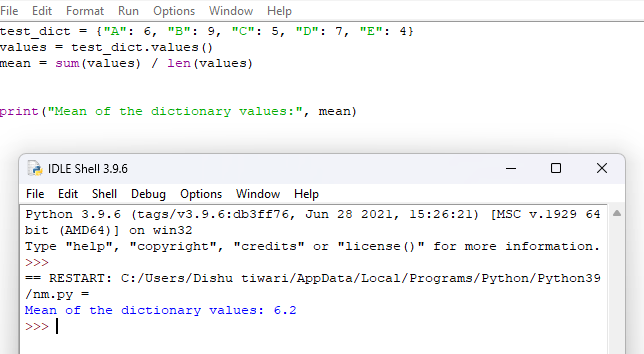 File Edit Format Run Options Window Help
test_dict = {"A": 6, "B": 9, "C": 5, "D": 7, "E": 4}
values = test_dict.values()
mean = sum(values) / len(values)
print("Mean of the dictionary values:", mean)
IDLE Shell 3.9.6
File Edit Shell Debug Options Window Help
Python 3.9.6 (tags/v3.9.6:db3ff76, Jun 28 2021, 15:26:21) [MSC v.1929 64
bit (AMD64)] on win32
Type "help", "copyright", "credits" or "license()" for more information.
>>>
== RESTART: C:/Users/Dishu tiwari/AppData/Local/Programs/Python/Python39
/nm.py =
Mean of the dictionary values: 6.2
>>>